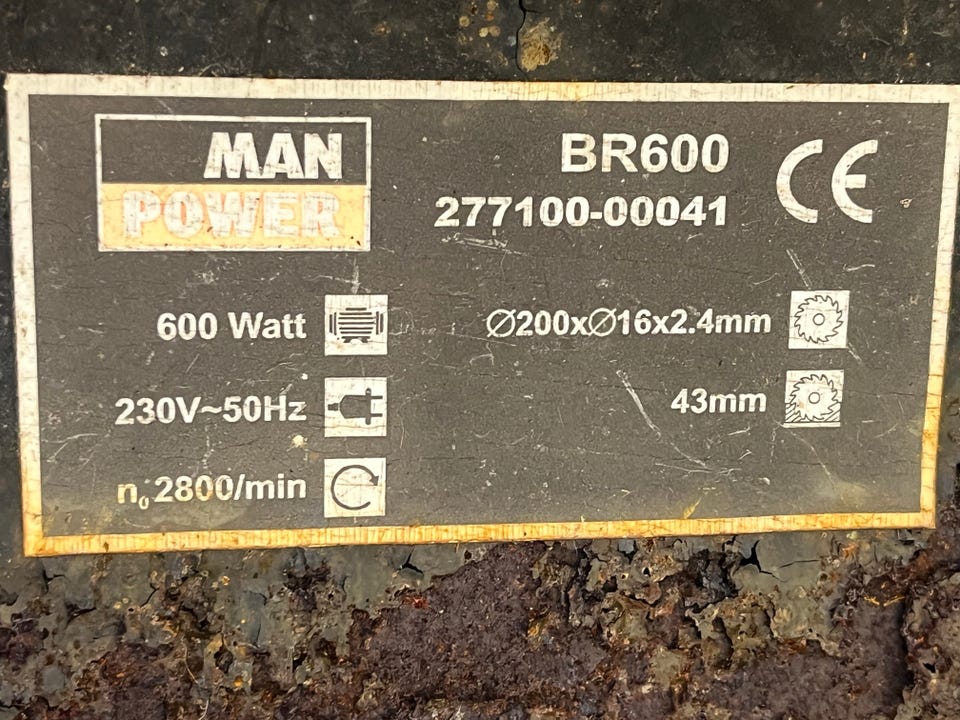 MAN
POWER
BR600
277100-00041
CE
600 Watt
230V~50Hz
n₀ 2800/min
Ø200xØ16x2.4mm
43mm